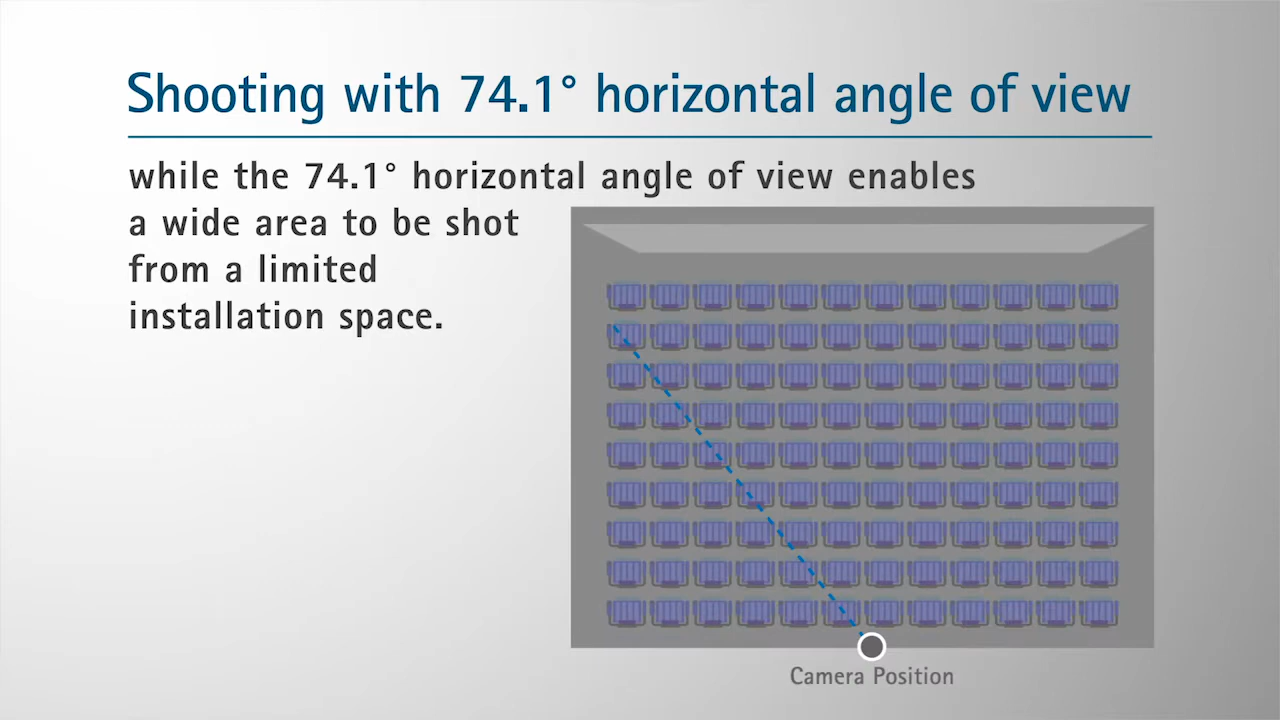 Shooting with 74.1° horizontal angle of view
while the 74.1° horizontal angle of view enables
a wide area to be shot
from a limited
installation space.
Camera Position